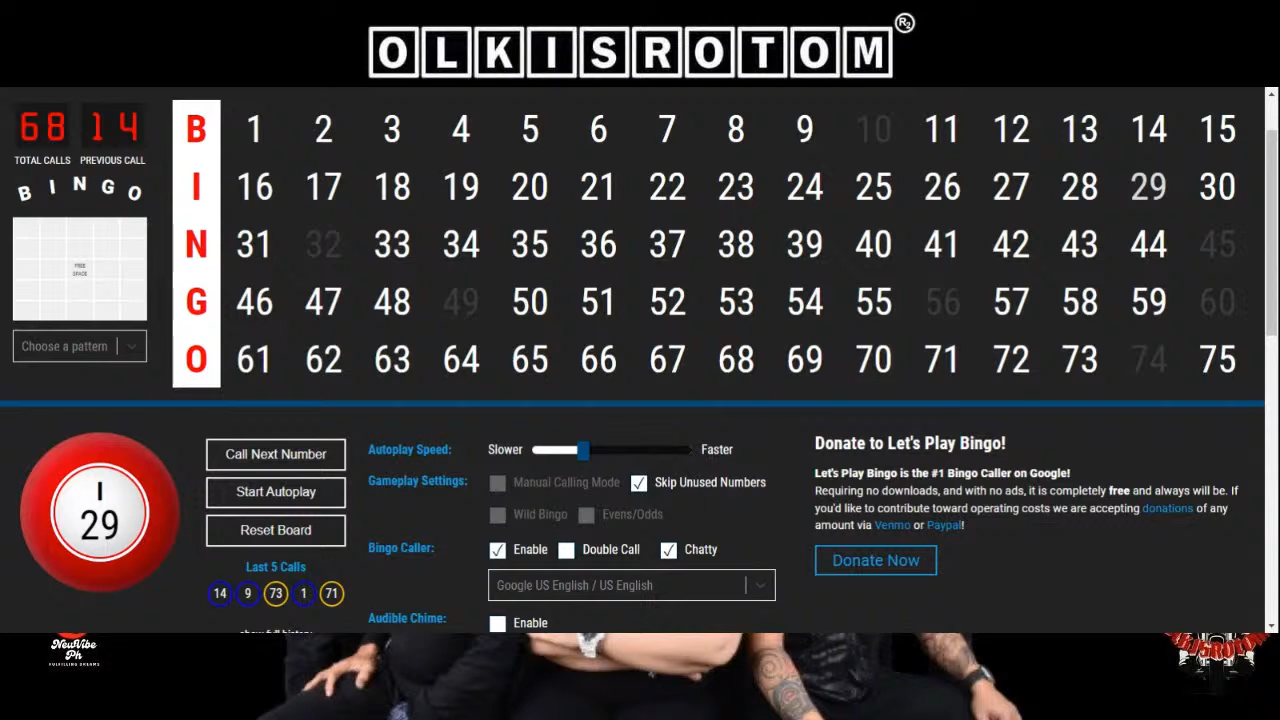 OLKISROTOM R2
68 14
TOTAL CALLS PREVIOUS CALL
BINGO
FREE
SPACE
Choose a pattern
B 1 2 3 4 5 6 7 8 9 10 11 12 13 14 15
I 16 17 18 19 20 21 22 23 24 25 26 27 28 29 30
N 31 32 33 34 35 36 37 38 39 40 41 42 43 44 45
G 46 47 48 49 50 51 52 53 54 55 56 57 58 59 60
O 61 62 63 64 65 66 67 68 69 70 71 72 73 74 75
I
29
Call Next Number
Start Autoplay
Reset Board
Last 5 Calls
14 9 73 1 71
show full history
Autoplay Speed: Slower Faster
Gameplay Settings: Manual Calling Mode Skip Unused Numbers
Wild Bingo Evens/Odds
Bingo Caller: Enable Double Call Chatty
Google US English / US English
Audible Chime: Enable
Donate to Let's Play Bingo!
Let's Play Bingo is the #1 Bingo Caller on Google!
Requiring no downloads, and with no ads, it is completely free and always will be. If
you'd like to contribute toward operating costs we are accepting donations of any
amount via Venmo or Paypal!
Donate Now
NewVibe
Ph
FULFILLING DREAMS